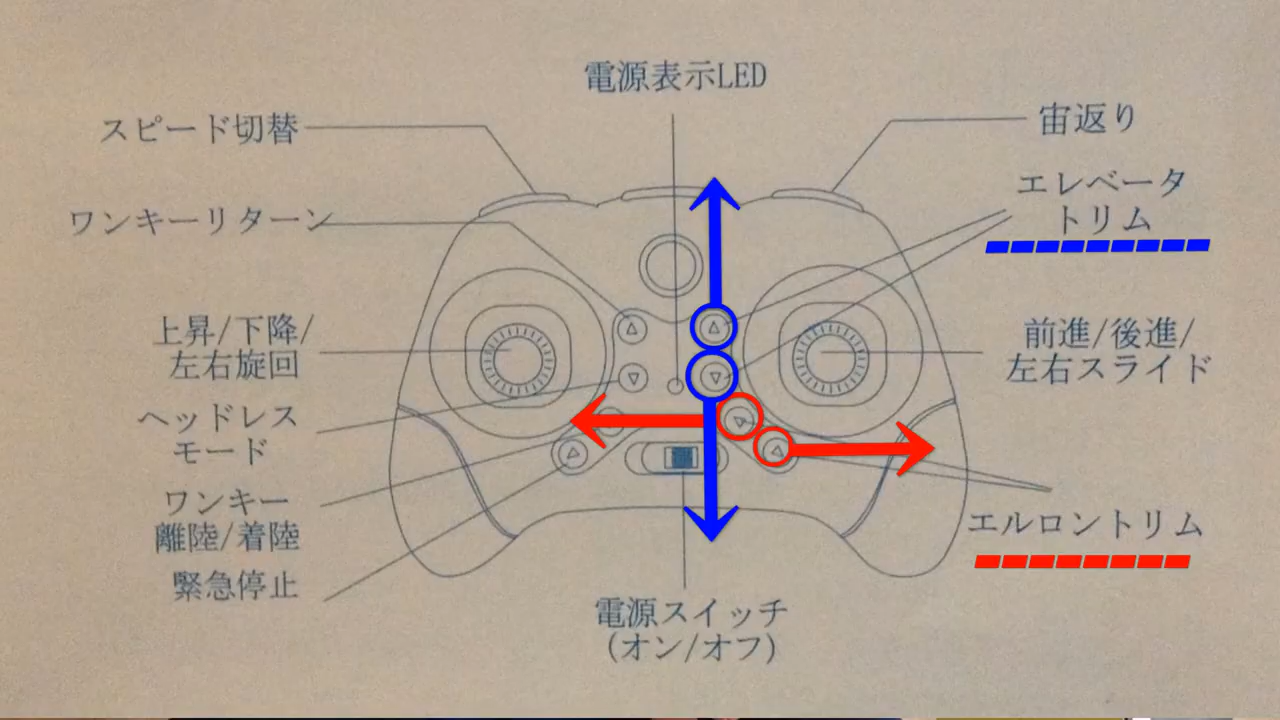 電源表示LED
スピード切替
宙返り
エレベータ
トリム
ワンキーリターン
上昇/下降/
左右旋回
前進/後進/
左右スライド
ヘッドレス
モード
ワンキー
離陸/着陸
エルロントリム
緊急停止
電源スイッチ
(オン/オフ)